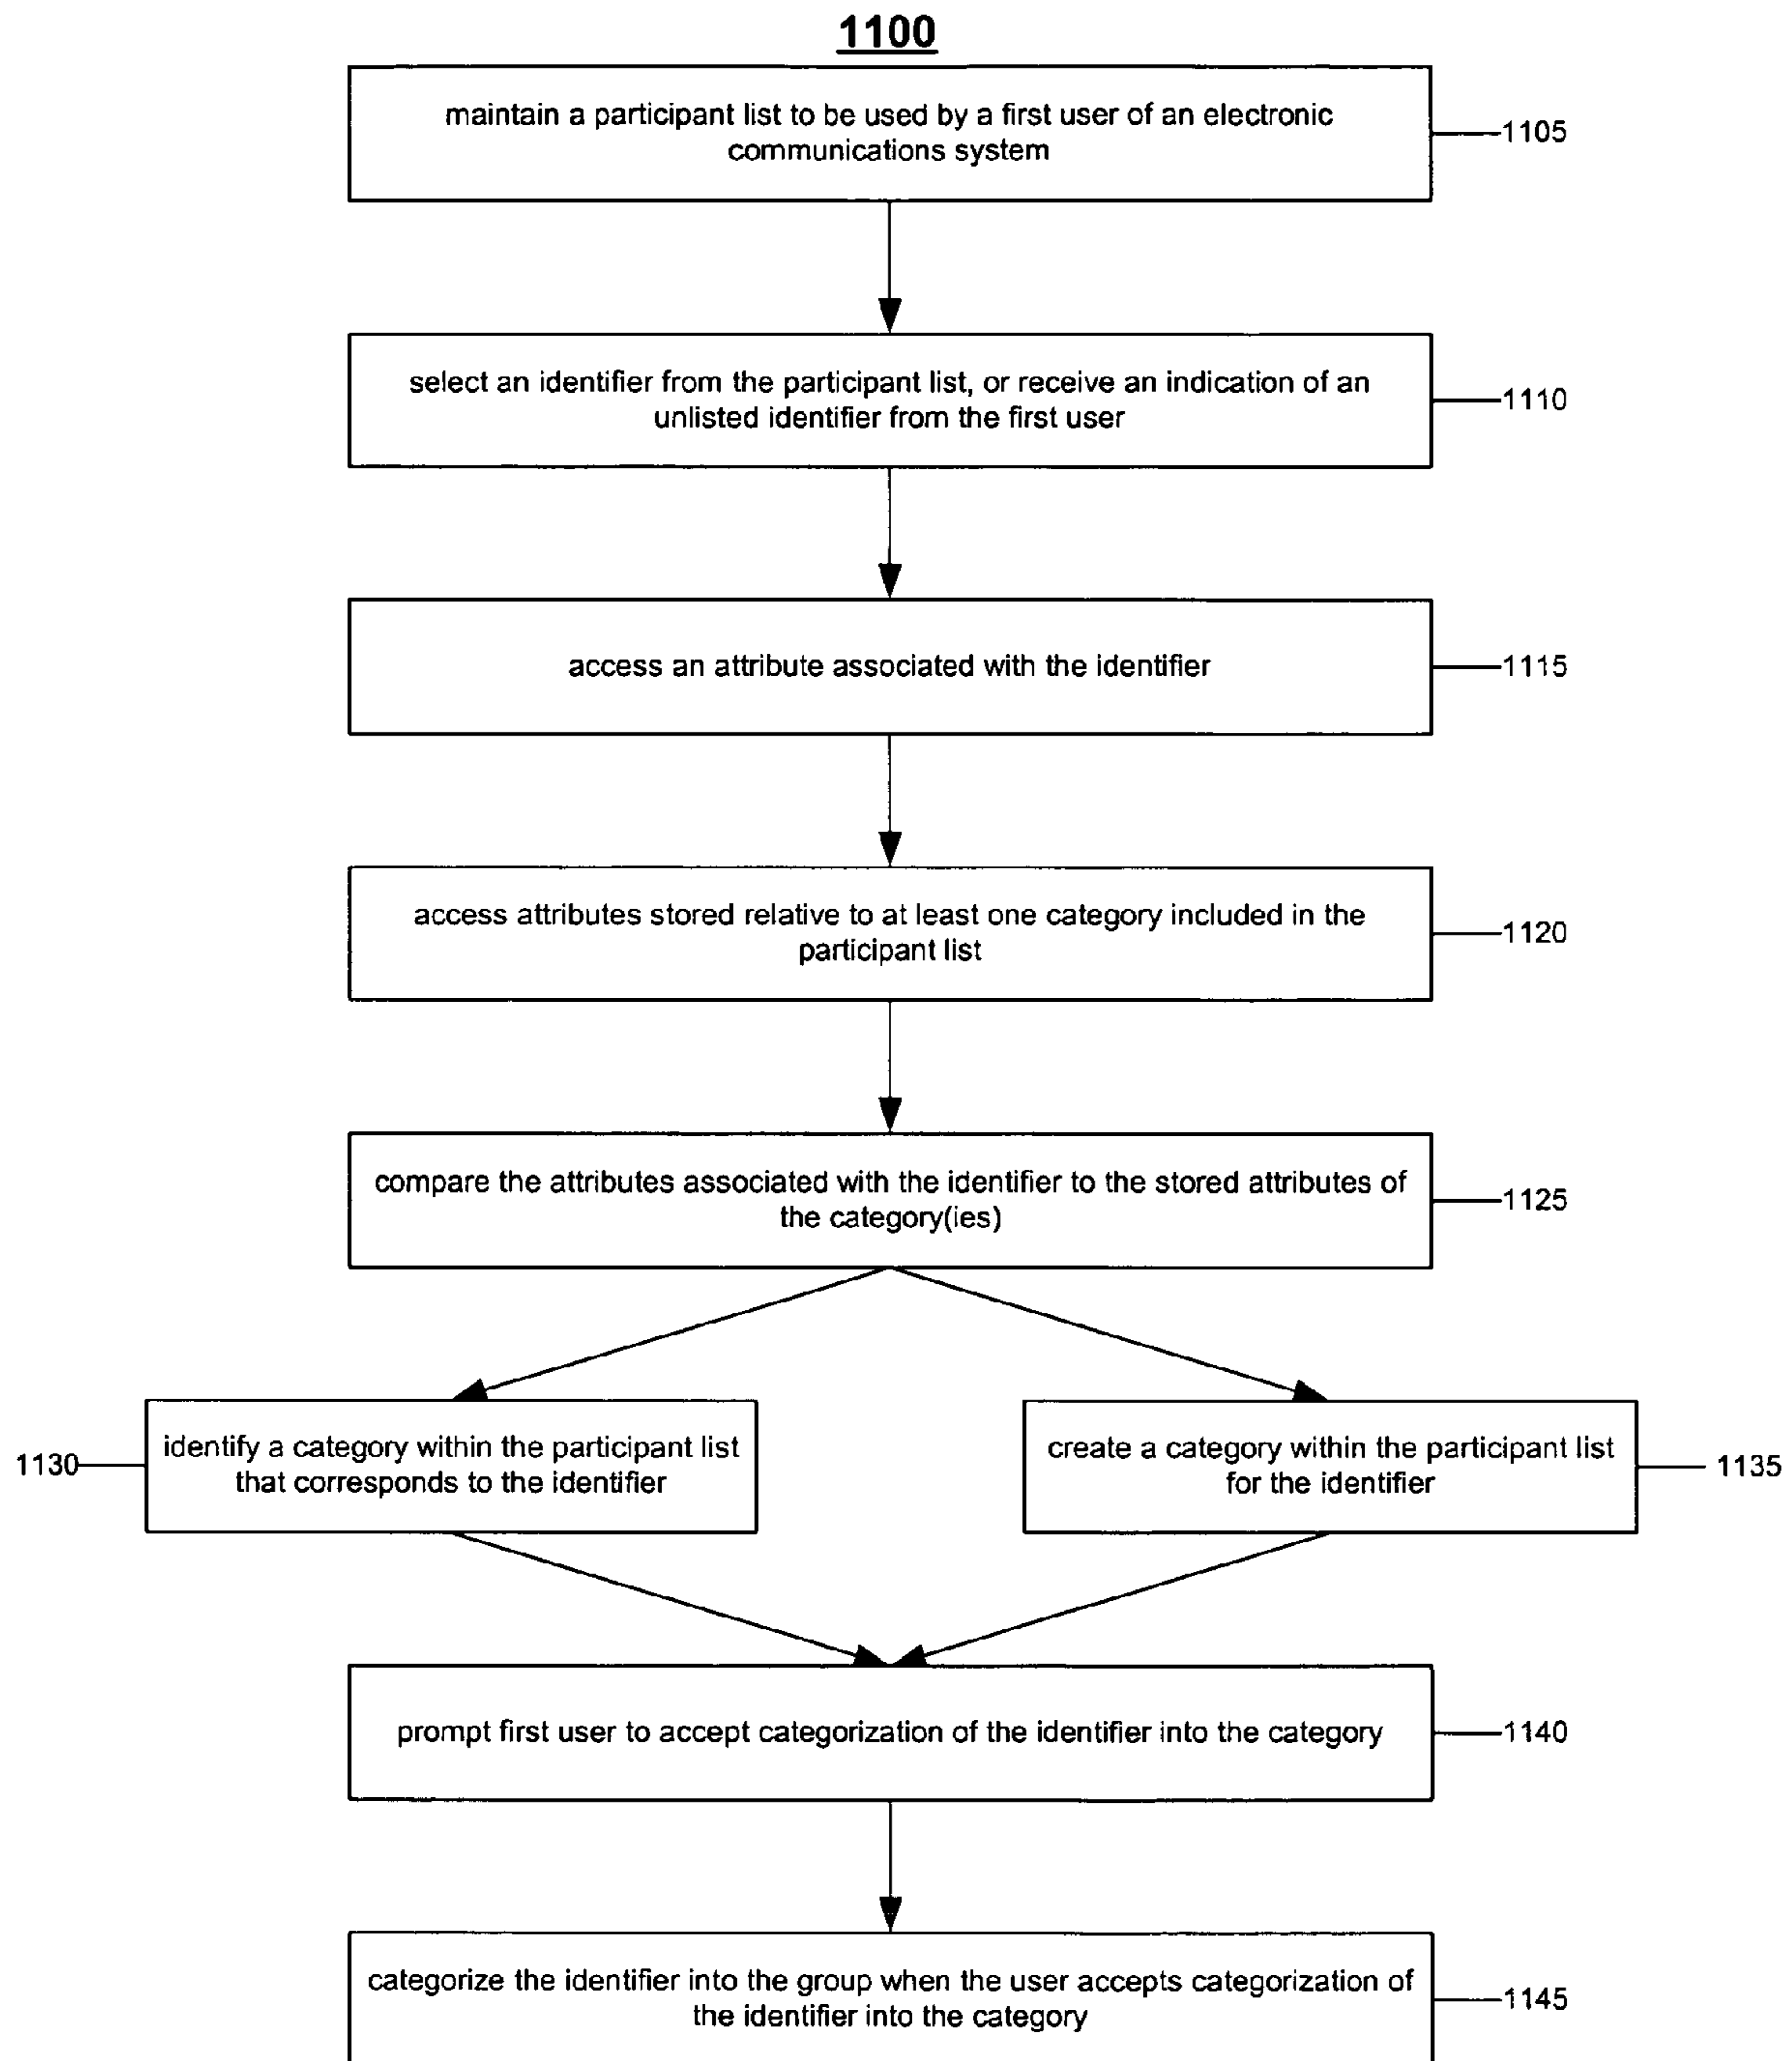 1100
maintain a participant list to be used by a first user of an electronic
communications system
1105
select an identifier from the participant list, or receive an indication of an
unlisted identifier from the first user
1110
access an attribute associated with the identifier
1115
access attributes stored relative to at least one category included in the
participant list
1120
compare the attributes associated with the identifier to the stored attributes of
the category(ies)
1125
1130
identify a category within the participant list
that corresponds to the identifier
create a category within the participant list
for the identifier
1135
prompt first user to accept categorization of the identifier into the category
1140
categorize the identifier into the group when the user accepts categorization of
the identifier into the category
1145